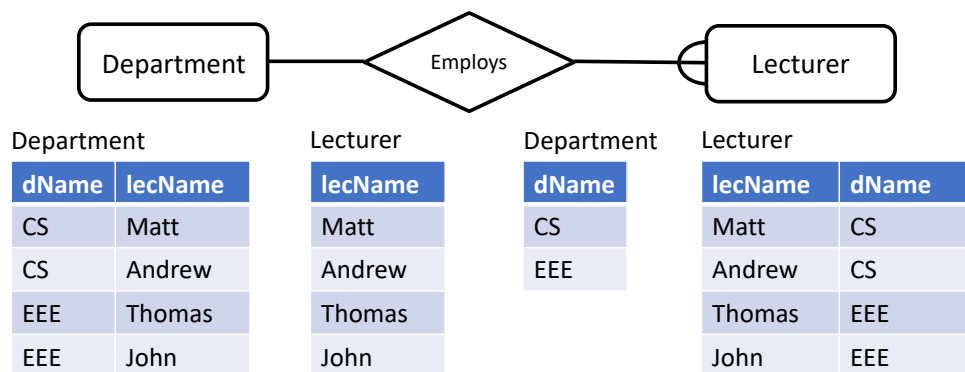 Department Employs Lecturer
Department Lecturer Department Lecturer
dName lecName lecName dName lecName dName
CS Matt Matt CS Matt CS
CS Andrew Andrew EEE Andrew CS
EEE Thomas Thomas Thomas EEE
EEE John John John EEE